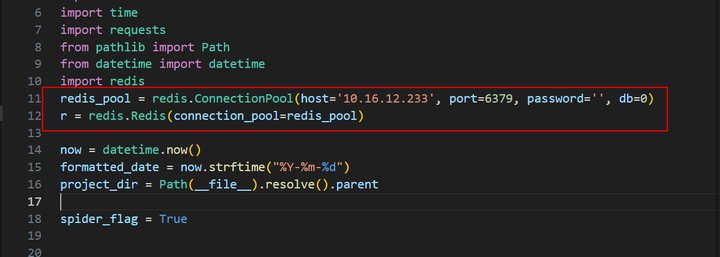 6 import time
7 import requests
8 from pathlib import Path
9 from datetime import datetime
10 import redis
11 redis_pool = redis.ConnectionPool(host='10.16.12.233', port=6379, password='', db=0)
12 r = redis.Redis(connection_pool=redis_pool)
13
14 now = datetime.now()
15 formatted_date = now.strftime("%Y-%m-%d")
16 project_dir = Path(__file__).resolve().parent
17
18 spider_flag = True
19
20